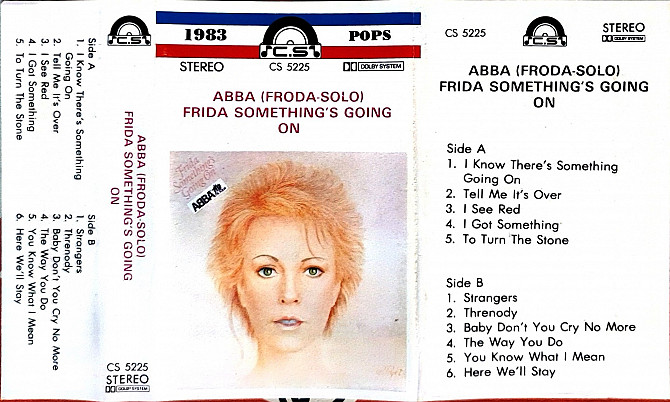 Side A
1. I Know There's Something
Going On
2. Tell Me It's Over
3. I See Red
4. I Got Something
5. To Turn The Stone
Side B
1. Strangers
2. Threnody
3. Baby Don't You Cry No More
4. The Way You Do
5. You Know What I Mean
6. Here We'll Stay
C.S
ABBA (FRODA-SOLO)
FRIDA SOMETHING'S GOING
ON
CS 5225
STEREO
DOLBY SYSTEM
1983 C.S POPS
STEREO CS 5225 DOLBY SYSTEM
ABBA (FRODA-SOLO)
FRIDA SOMETHING'S GOING
ON
Frida
Something's
Going On
ABBA
CS 5225 C.S STEREO
DOLBY SYSTEM
ABBA (FRODA-SOLO)
FRIDA SOMETHING'S GOING
ON
Side A
1. I Know There's Something
Going On
2. Tell Me It's Over
3. I See Red
4. I Got Something
5. To Turn The Stone
Side B
1. Strangers
2. Threnody
3. Baby Don't You Cry No More
4. The Way You Do
5. You Know What I Mean
6. Here We'll Stay